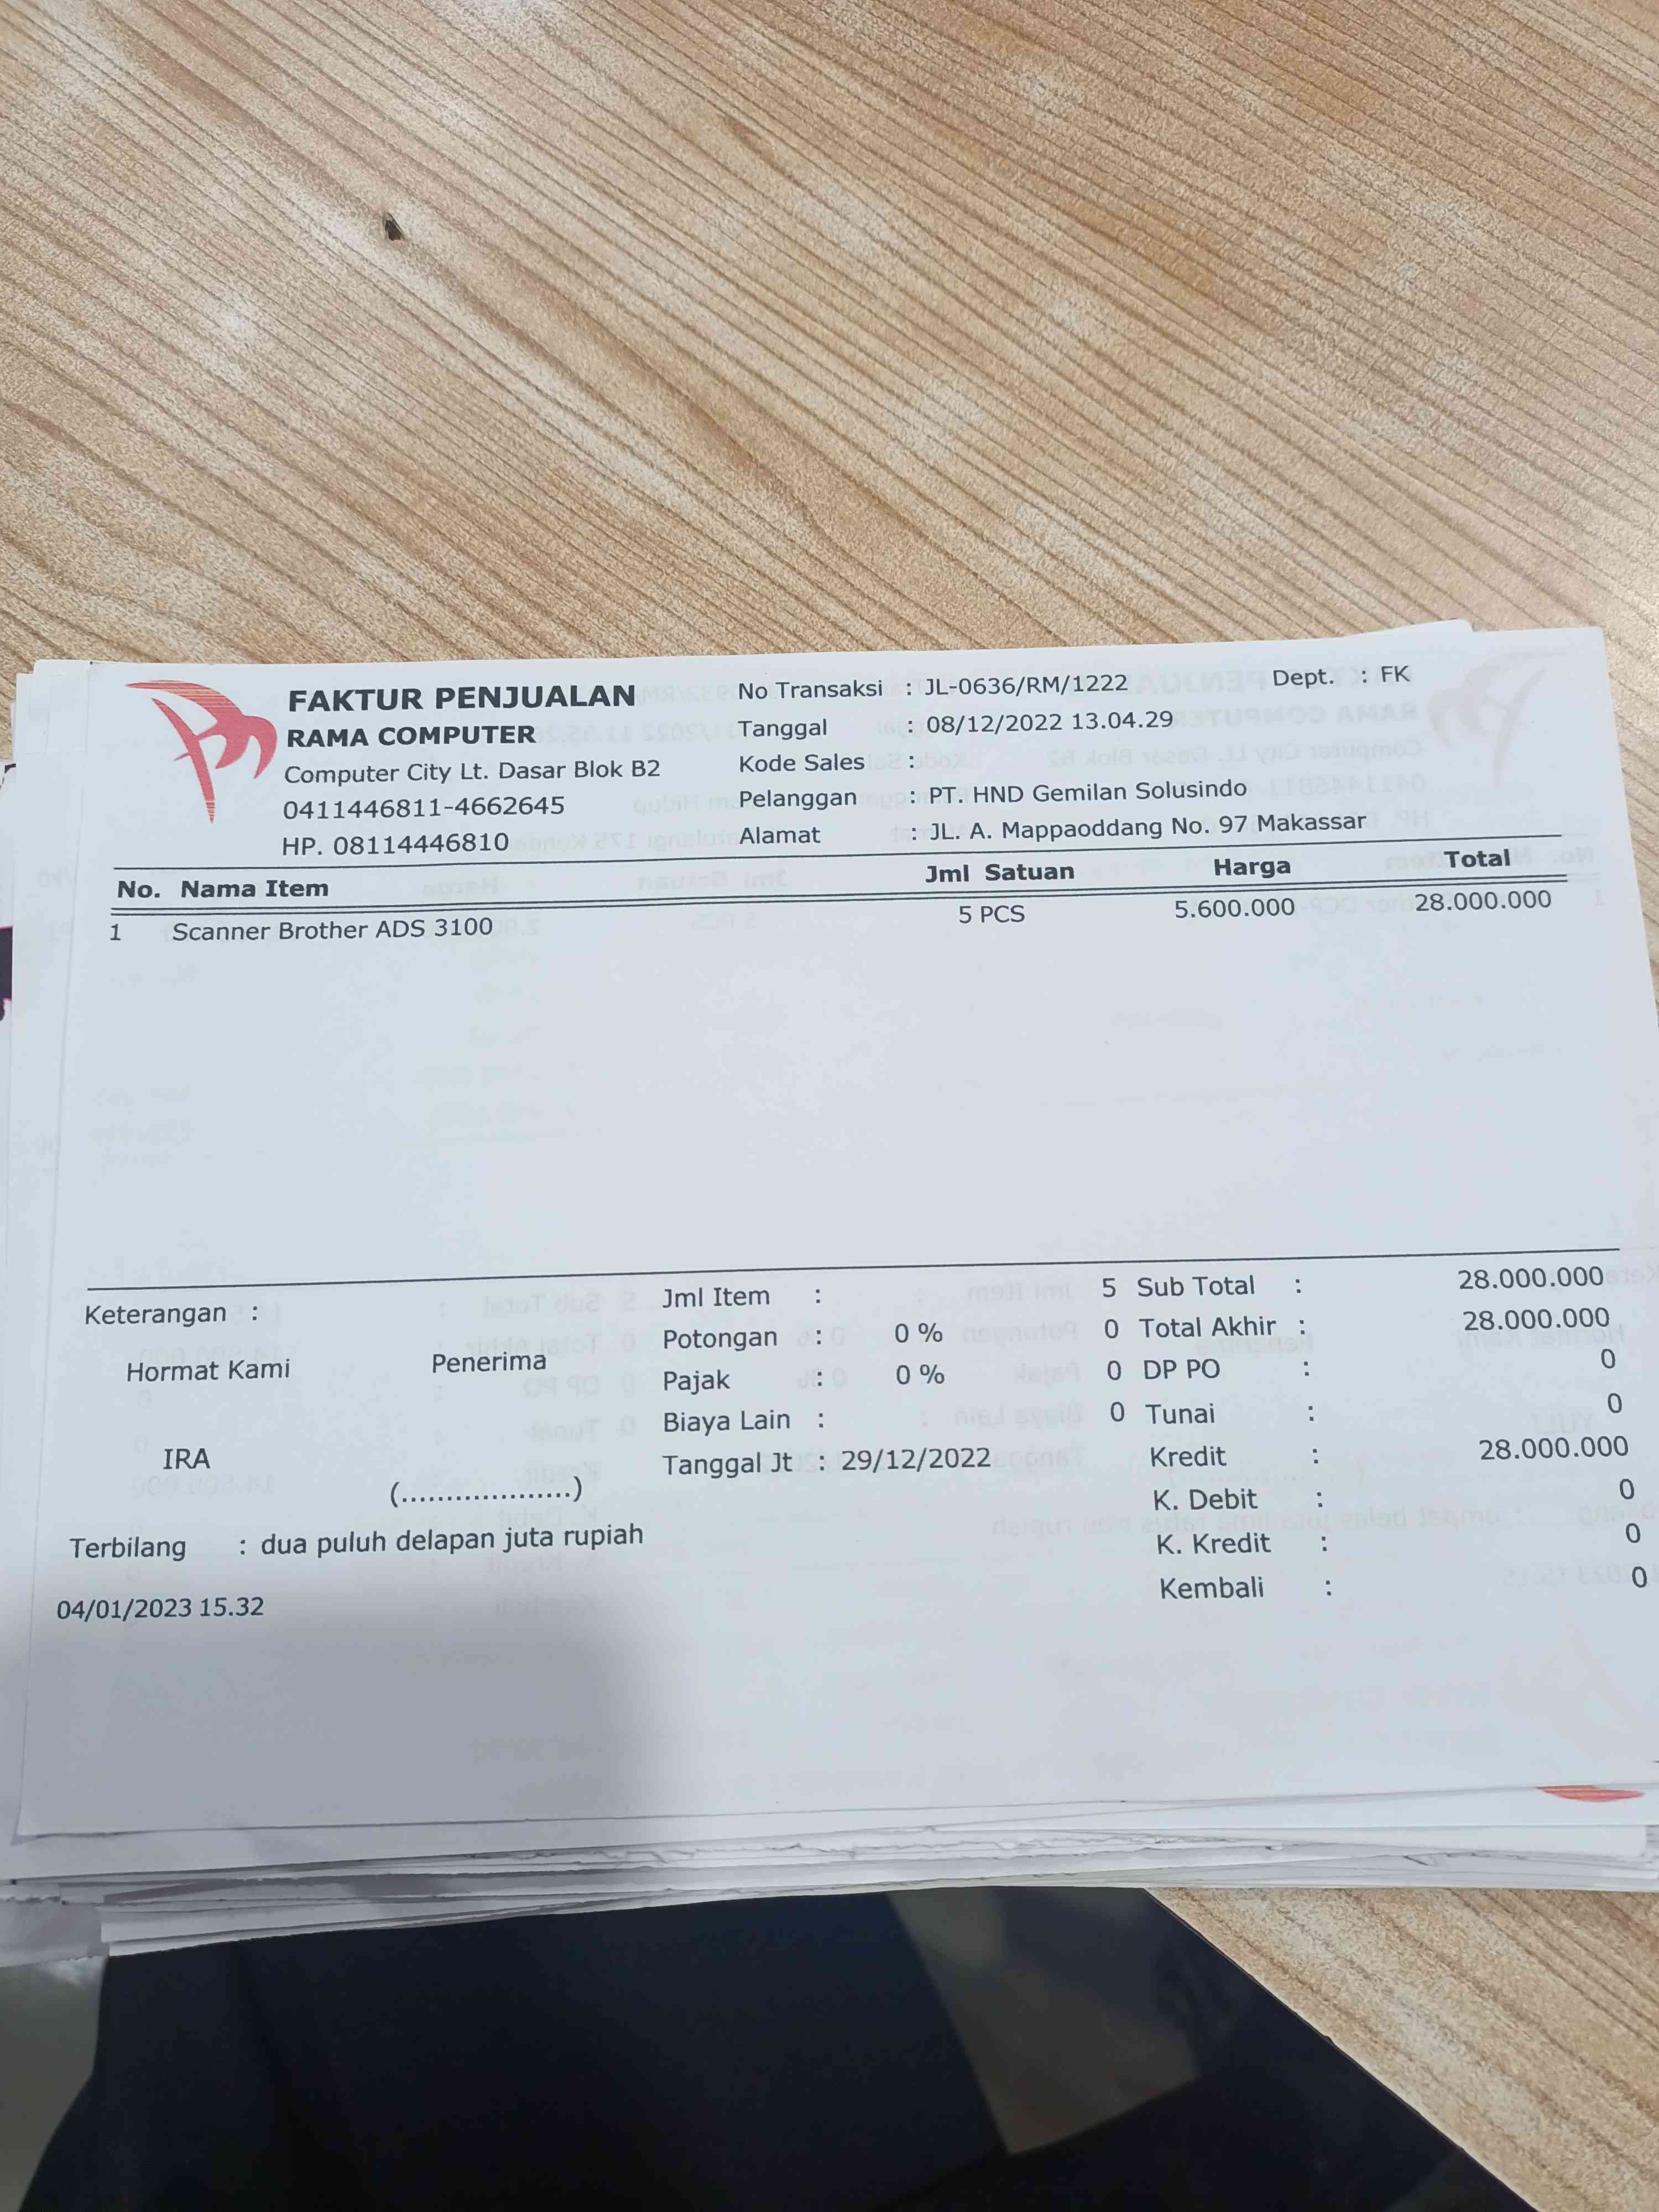 FAKTUR PENJUALAN
RAMA COMPUTER
Computer City Lt. Dasar Blok B2
0411446811-4662645
HP. 08114446810
No Transaksi : JL-0636/RM/1222
Dept. : FK
Tanggal : 08/12/2022 13.04.29
Kode Sales :
Pelanggan : PT. HND Gemilan Solusindo
Alamat : JL. A. Mappaoddang No. 97 Makassar
No. Nama Item Jml Satuan Harga Total
1 Scanner Brother ADS 3100 5 PCS 5.600.000 28.000.000
Keterangan :
Hormat Kami Penerima
IRA
(....................)
Jml Item : 5
Potongan : 0 % 0
Pajak : 0 % 0
Biaya Lain : 0
Tanggal Jt : 29/12/2022
Sub Total : 28.000.000
Total Akhir : 28.000.000
DP PO : 0
Tunai : 0
Kredit : 28.000.000
K. Debit : 0
K. Kredit : 0
Kembali : 0
Terbilang : dua puluh delapan juta rupiah
04/01/2023 15.32